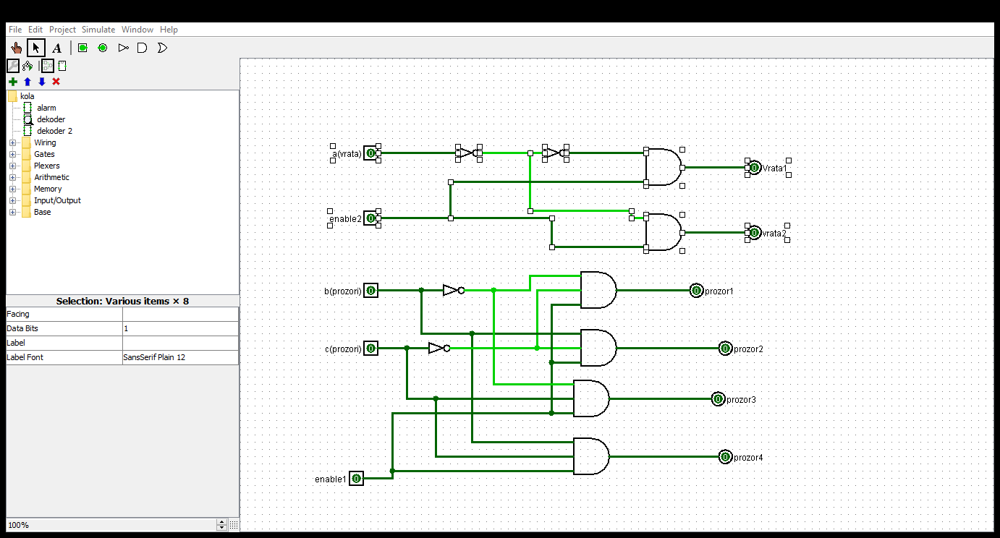 File Edit Project Simulate Window Help
A
kola
alarm
dekoder
dekoder 2
Wiring
Gates
Plexers
Arithmetic
Memory
Input/Output
Base
Selection: Various items × 8
Facing
Data Bits 1
Label
Label Font SansSerif Plain 12
100%
a(vrata) 0
0 Vrata1
enable2 0
0 vrata2
b(prozori) 0
0 prozor1
c(prozori) 0
0 prozor2
0 prozor3
0 prozor4
enable1 0